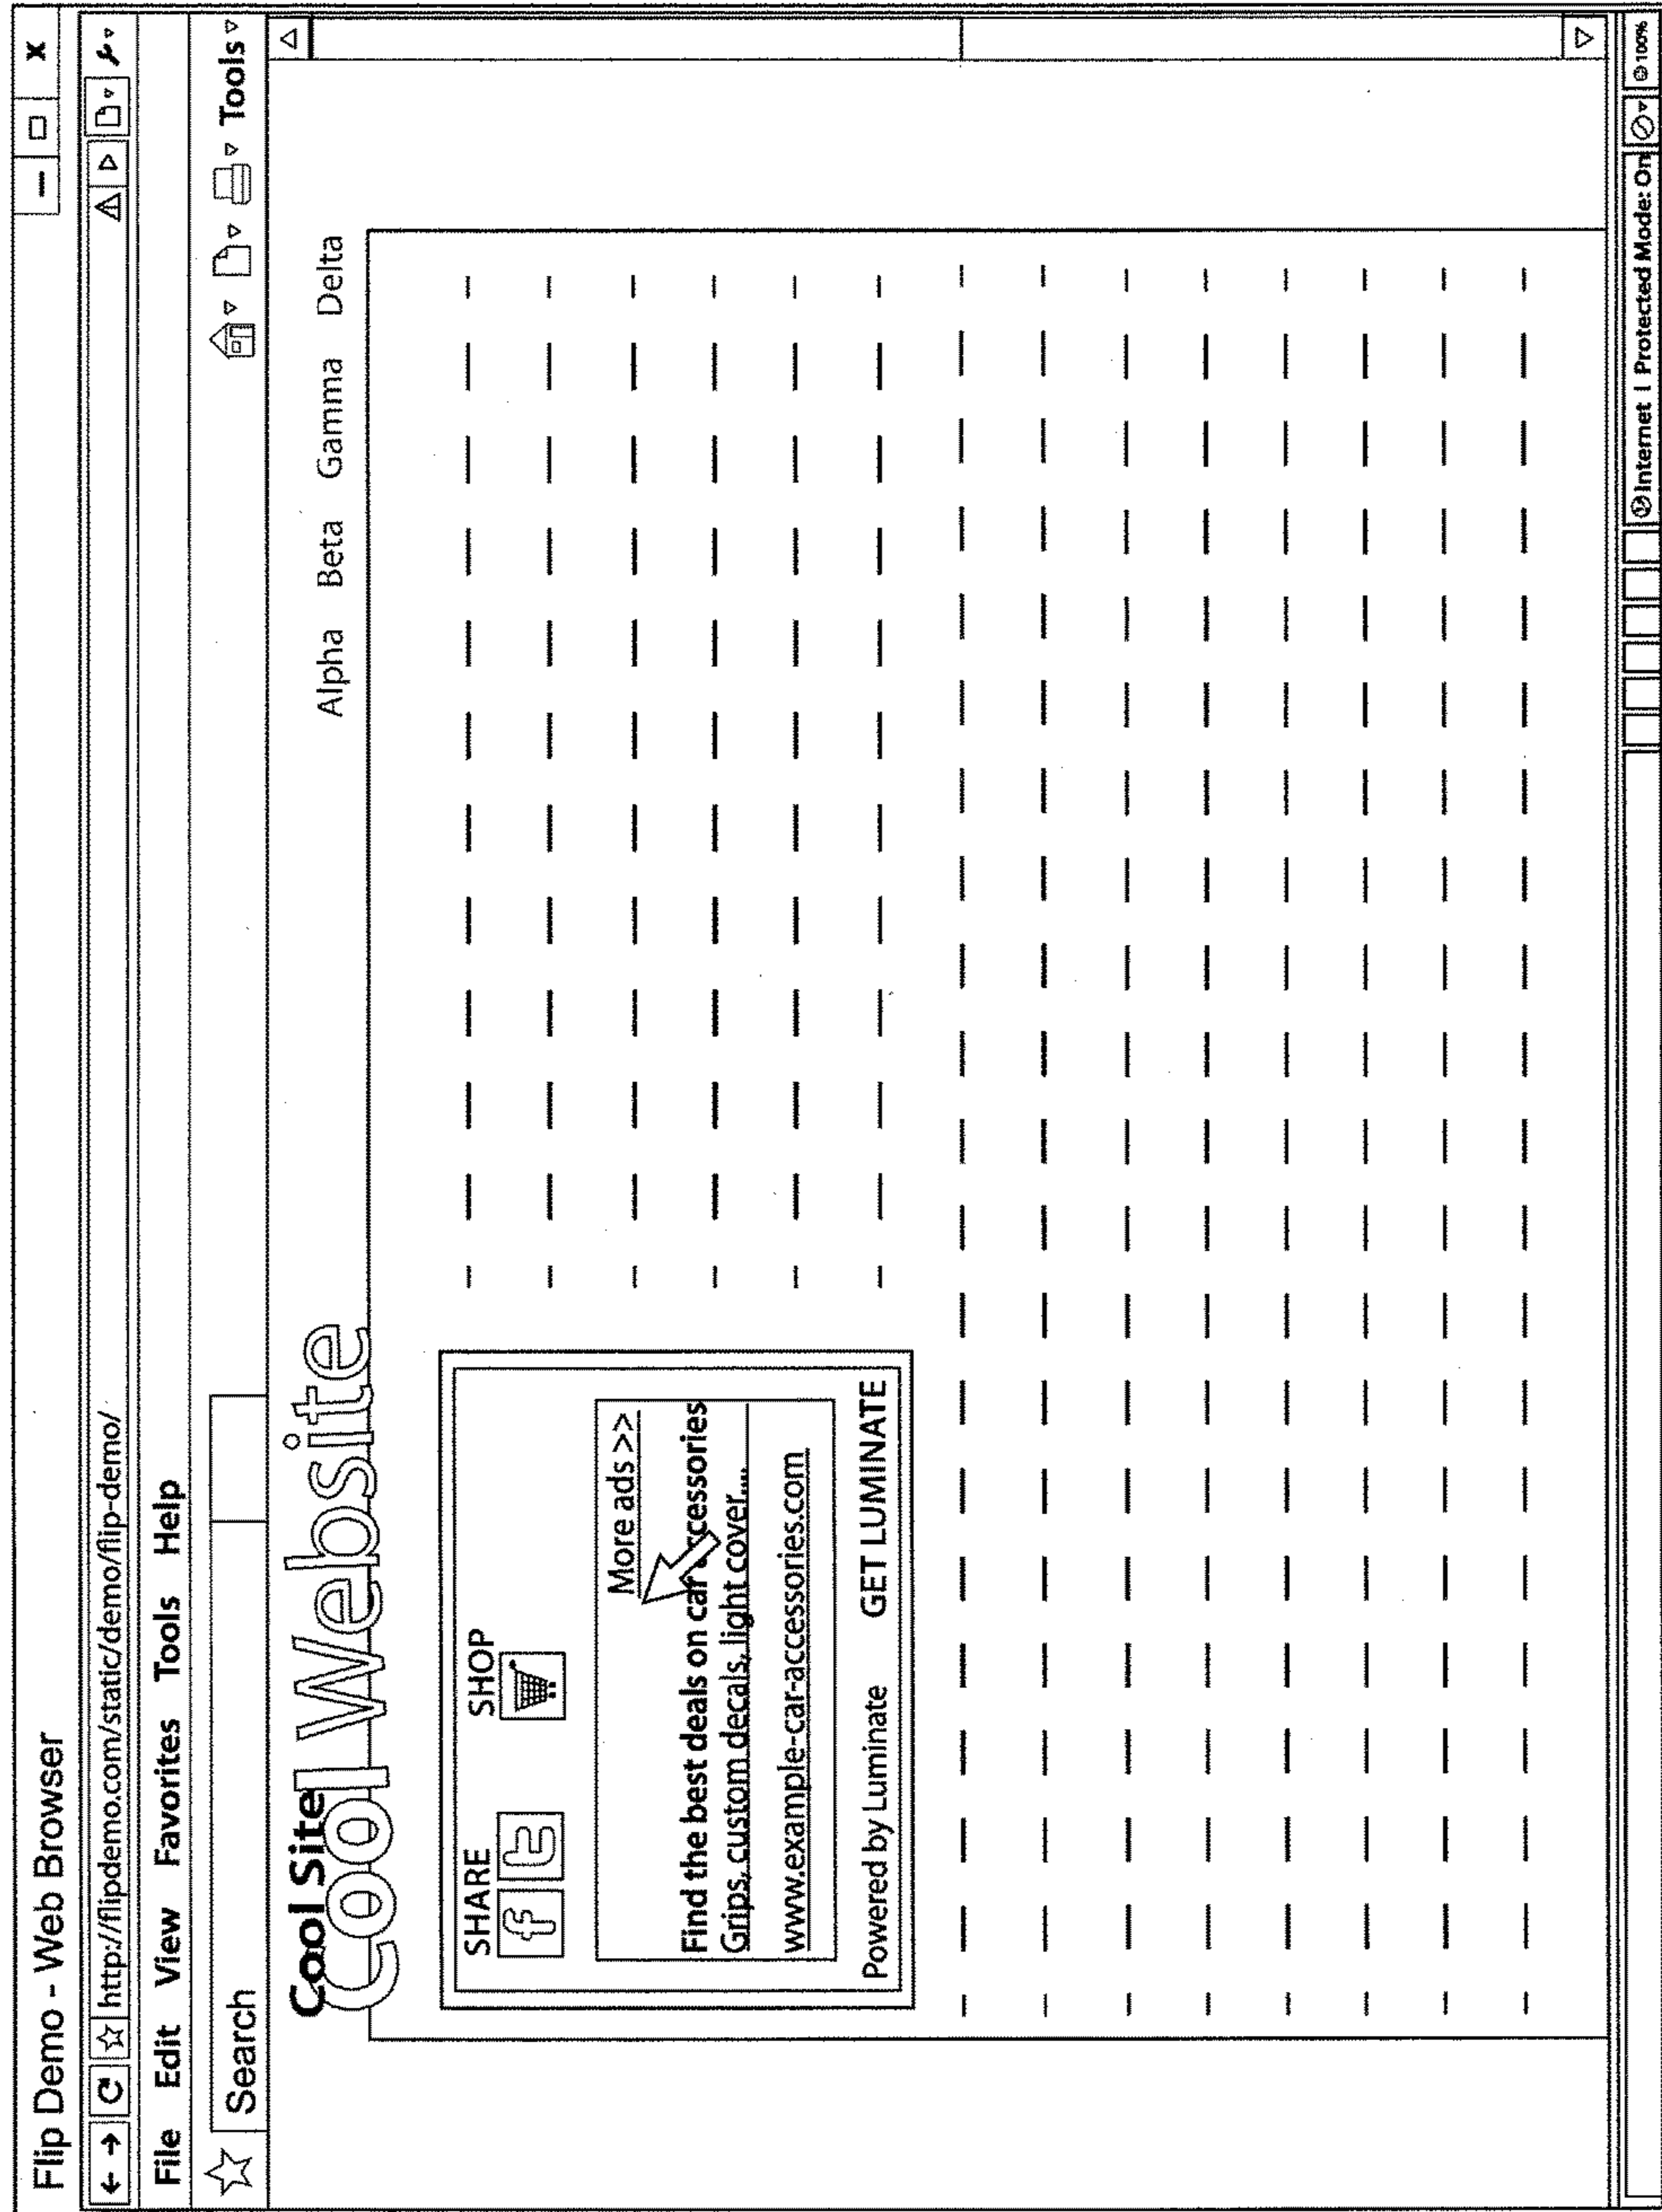 Flip Demo - Web Browser
http://flipdemo.com/static/demo/flip-demo/
File Edit View Favorites Tools Help
Search
Tools
Cool Site
Cool Website
Alpha Beta Gamma Delta
SHARE SHOP
f t
More ads >>
Find the best deals on car accessories
Grips, custom decals, light cover....
www.example-car-accessories.com
Powered by Luminate GET LUMINATE
Internet | Protected Mode: On 100%